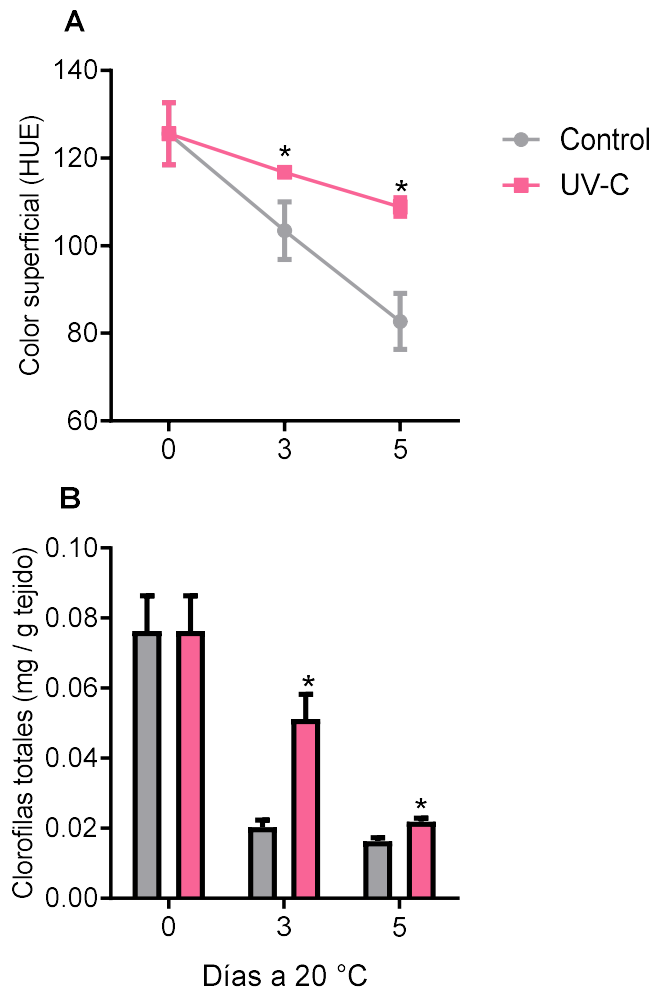 A
Color superficial (HUE)
140
120
100
80
60
*
*
0 3 5
Control
UV-C
B
Clorofilas totales (mg / g tejido)
0.10
0.08
0.06
0.04
0.02
0.00
*
*
0 3 5
Días a 20 °C